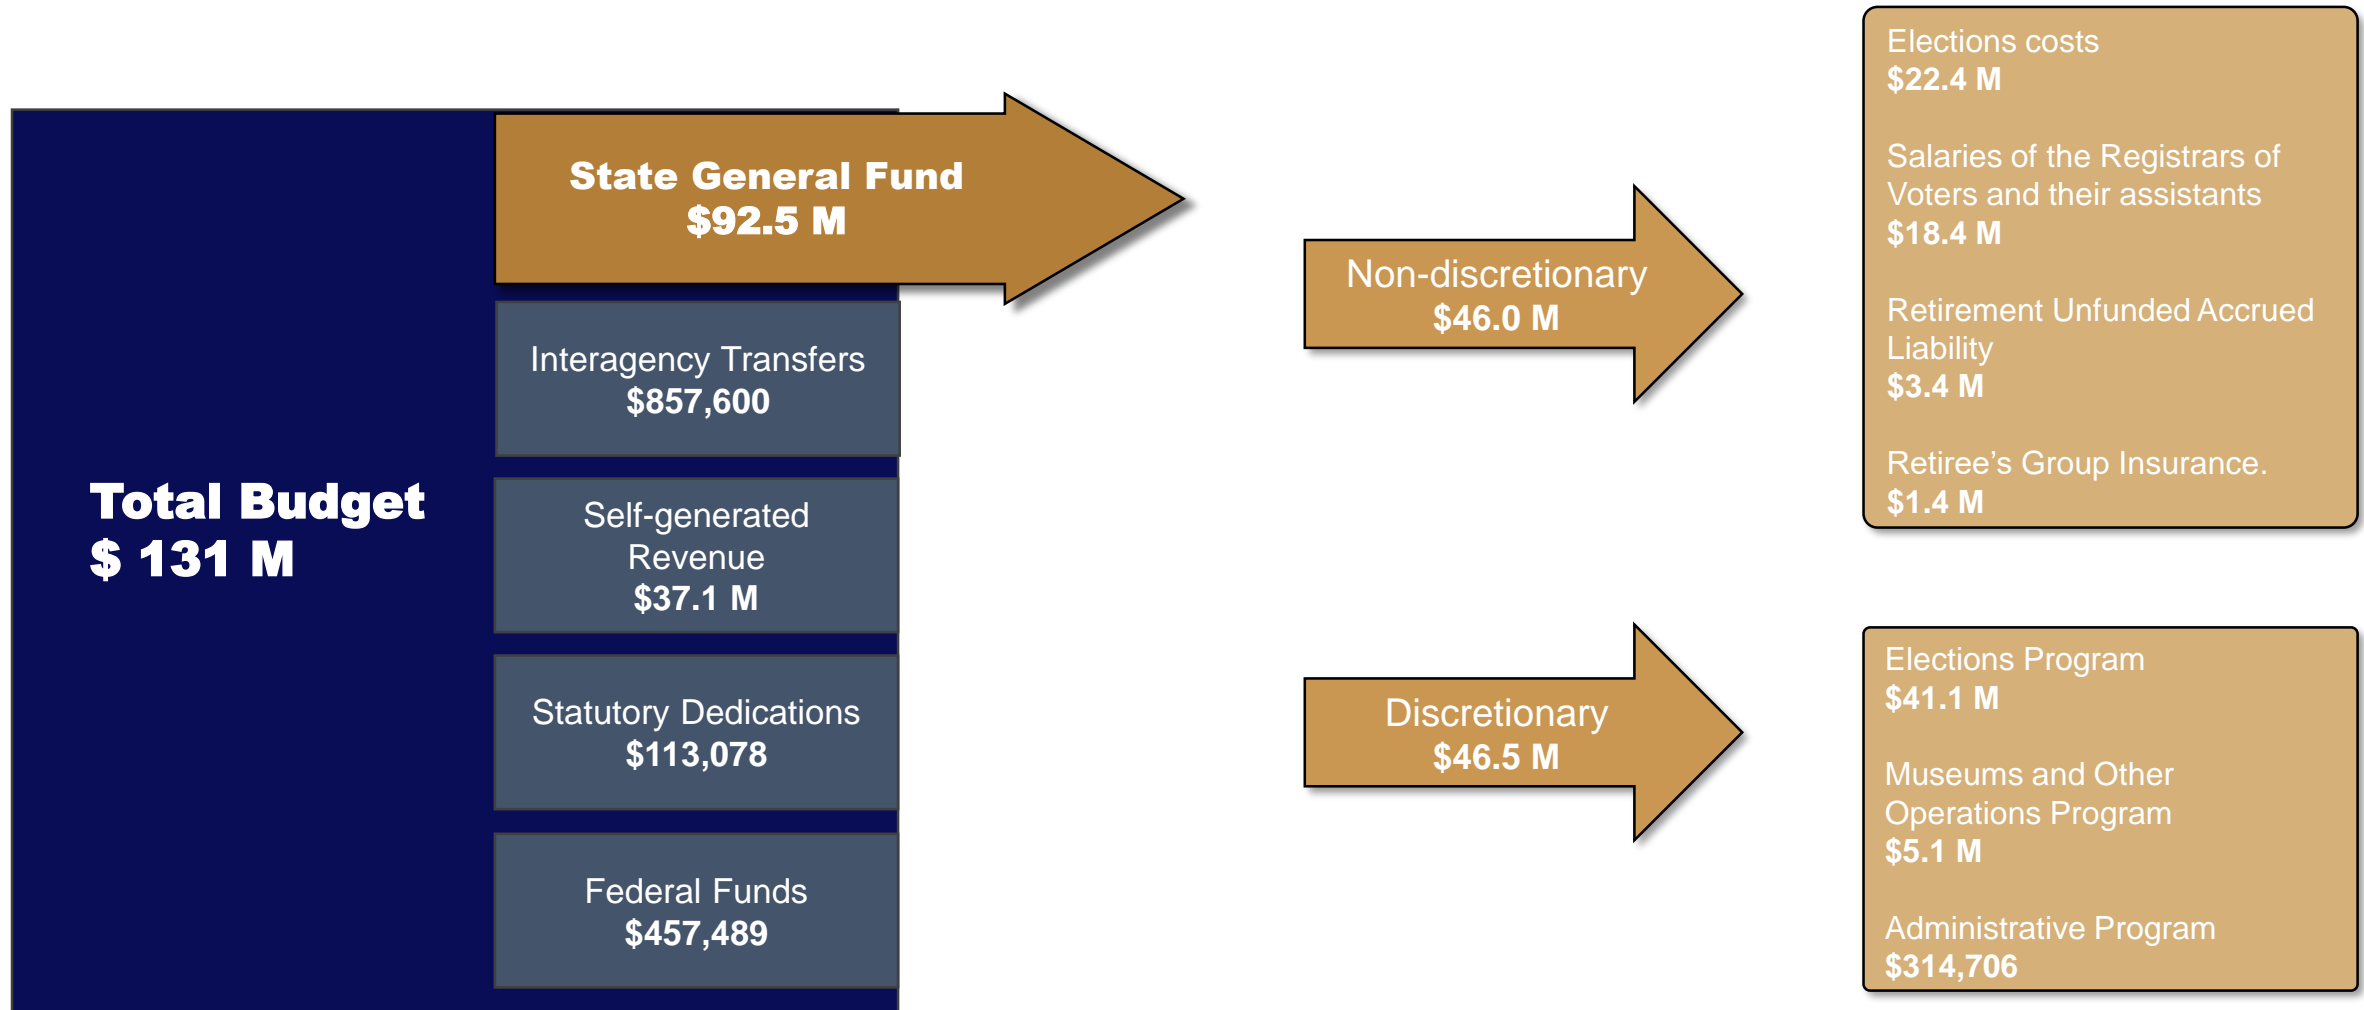 Total Budget
$ 131 M
State General Fund
$92.5 M
Interagency Transfers
$857,600
Self-generated
Revenue
$37.1 M
Statutory Dedications
$113,078
Federal Funds
$457,489
Non-discretionary
$46.0 M
Elections costs
$22.4 M
Salaries of the Registrars of
Voters and their assistants
$18.4 M
Retirement Unfunded Accrued
Liability
$3.4 M
Retiree’s Group Insurance.
$1.4 M
Discretionary
$46.5 M
Elections Program
$41.1 M
Museums and Other
Operations Program
$5.1 M
Administrative Program
$314,706